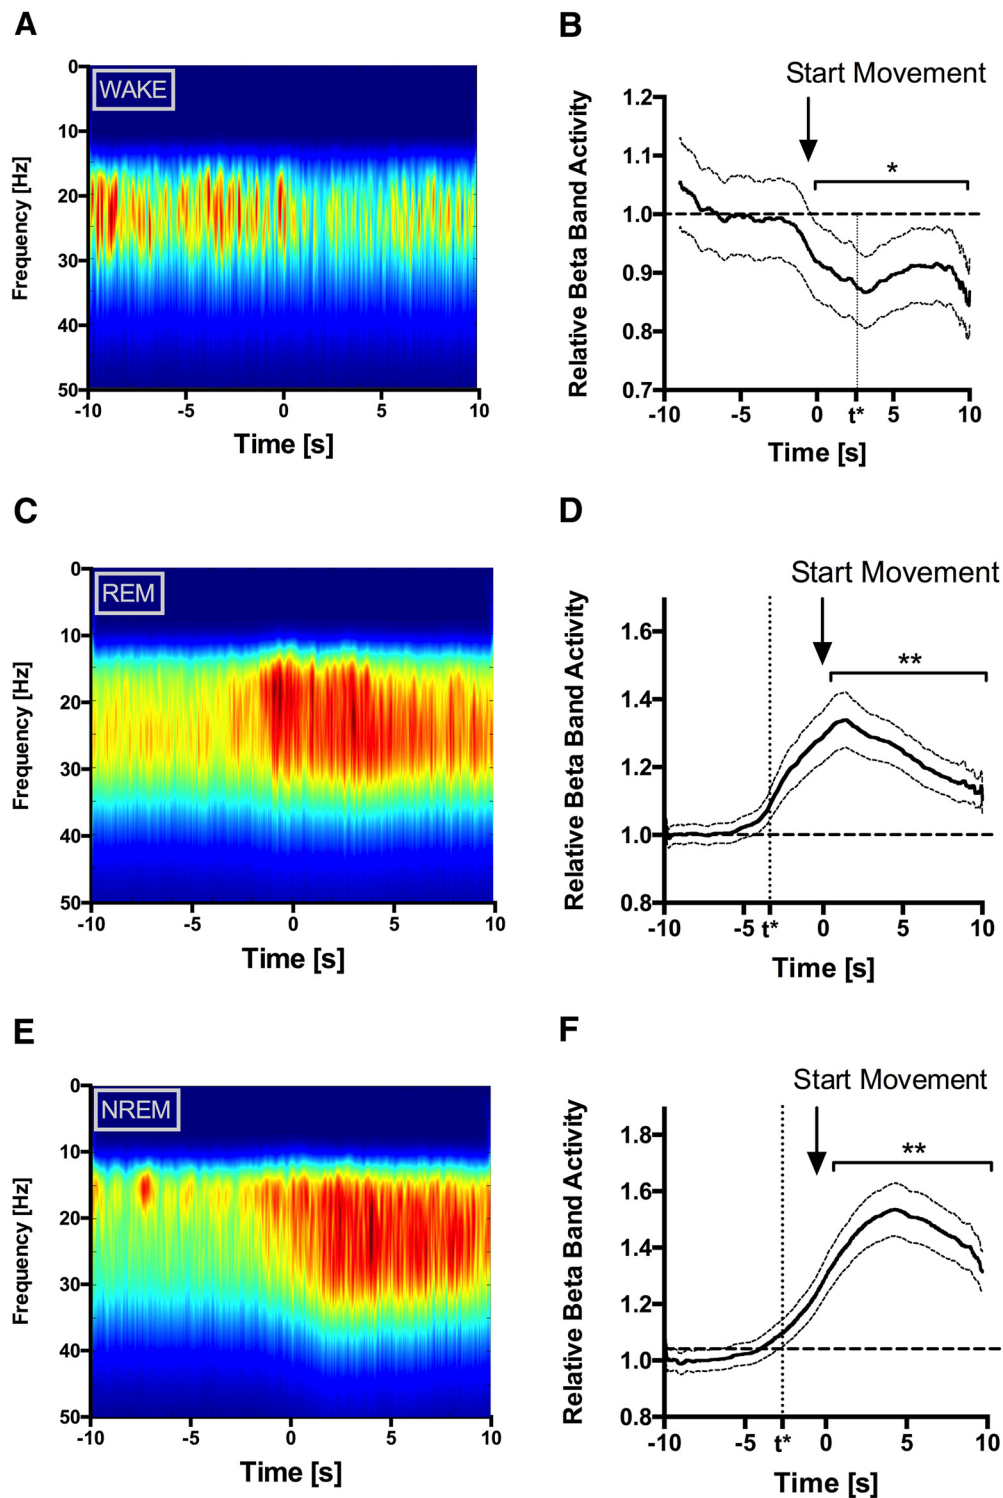 A
WAKE
0
10
20
30
40
50
Frequency [Hz]
-10
-5
0
5
10
Time [s]
B
Start Movement
*
1.2
1.1
1.0
0.9
0.8
0.7
Relative Beta Band Activity
-10
-5
0
t*
5
10
Time [s]
C
REM
0
10
20
30
40
50
Frequency [Hz]
-10
-5
0
5
10
Time [s]
D
Start Movement
**
1.6
1.4
1.2
1.0
0.8
Relative Beta Band Activity
-10
-5
t*
0
5
10
Time [s]
E
NREM
0
10
20
30
40
50
Frequency [Hz]
-10
-5
0
5
10
Time [s]
F
Start Movement
**
1.8
1.6
1.4
1.2
1.0
0.8
Relative Beta Band Activity
-10
-5
t*
0
5
10
Time [s]